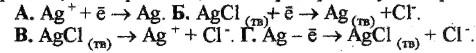 А. Ag⁺ + ē → Ag. Б. AgCl (тв) + ē → Ag (тв) + Cl⁻.
В. AgCl (тв) → Ag⁺ + Cl⁻. Г. Ag – ē → AgCl (тв) + Cl⁻.